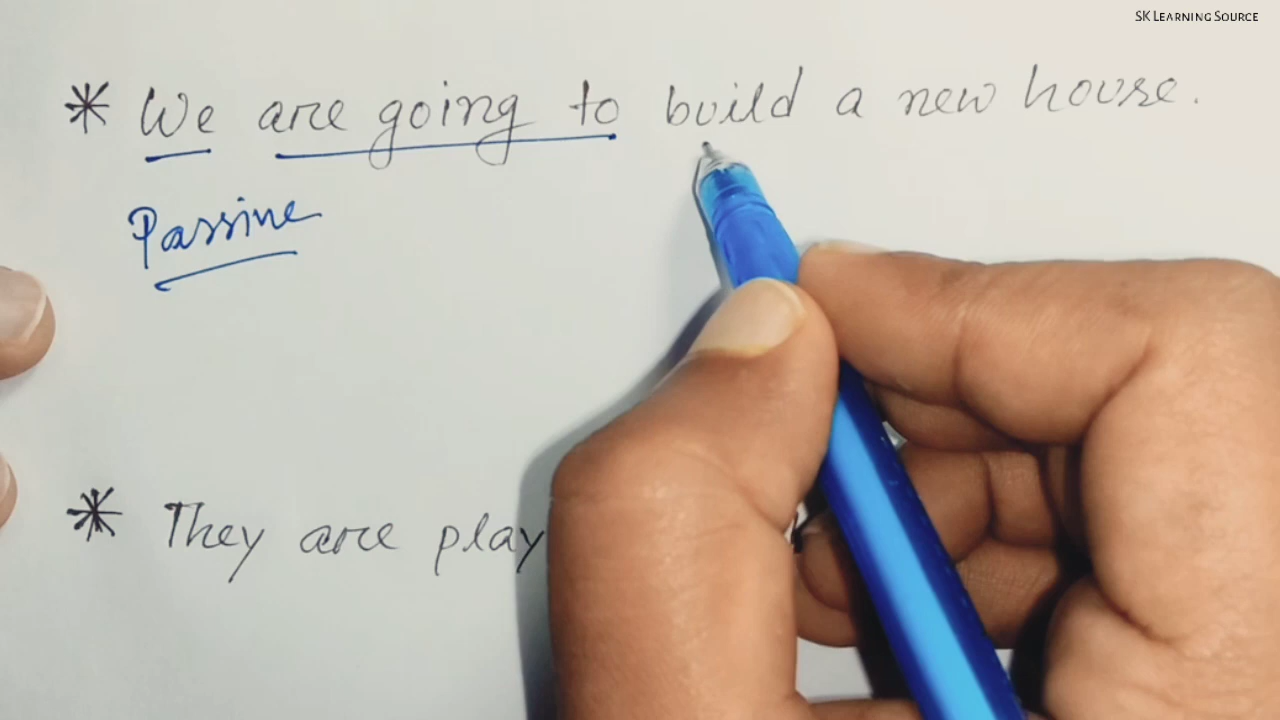 SK Learning Source
* We are going to build a new house.
Passive
* They are play